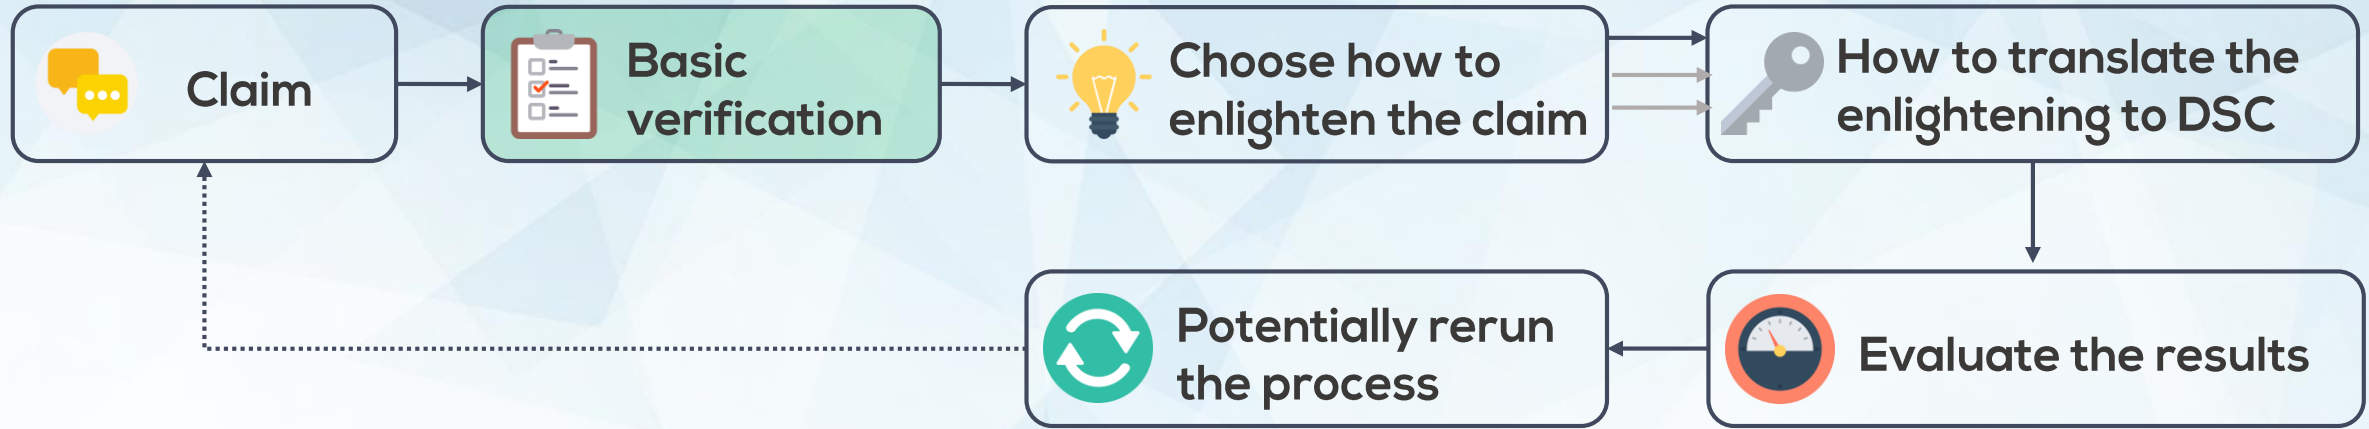 Claim
Basic
verification
Choose how to
enlighten the claim
How to translate the
enlightening to DSC
Evaluate the results
Potentially rerun
the process